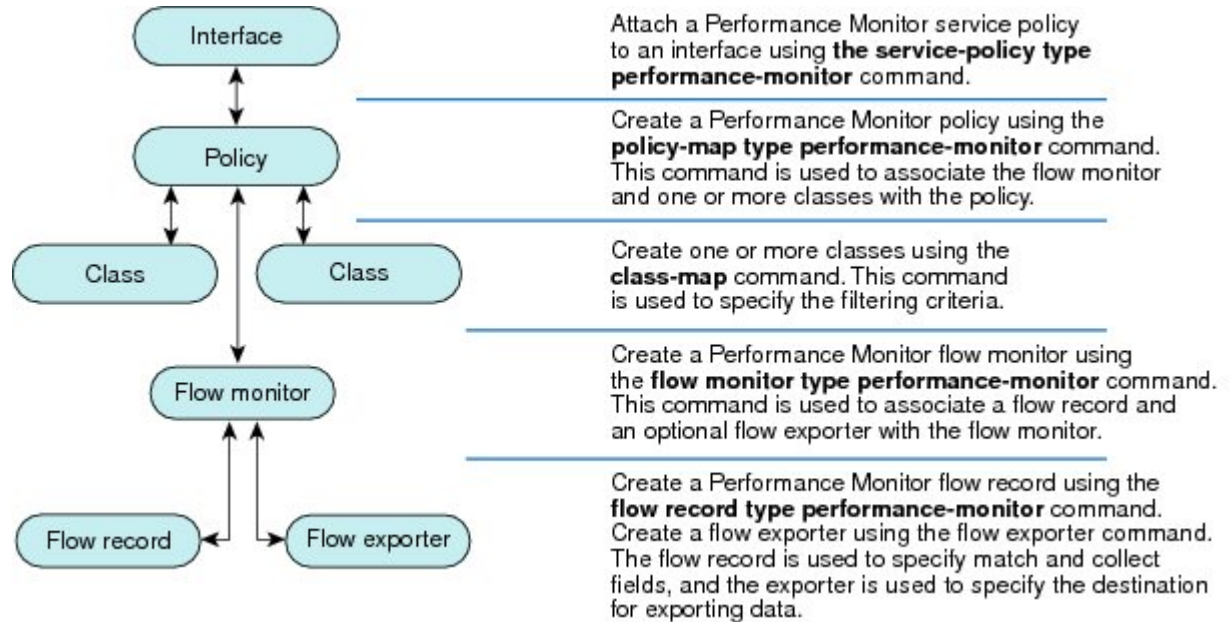 Interface
Attach a Performance Monitor service policy
to an interface using the service-policy type
performance-monitor command.
Policy
Create a Performance Monitor policy using the
policy-map type performance-monitor command.
This command is used to associate the flow monitor
and one or more classes with the policy.
Class
Class
Create one or more classes using the
class-map command. This command
is used to specify the filtering criteria.
Flow monitor
Create a Performance Monitor flow monitor using
the flow monitor type performance-monitor command.
This command is used to associate a flow record and
an optional flow exporter with the flow monitor.
Flow record
Flow exporter
Create a Performance Monitor flow record using the
flow record type performance-monitor command.
Create a flow exporter using the flow exporter command.
The flow record is used to specify match and collect
fields, and the exporter is used to specify the destination
for exporting data.